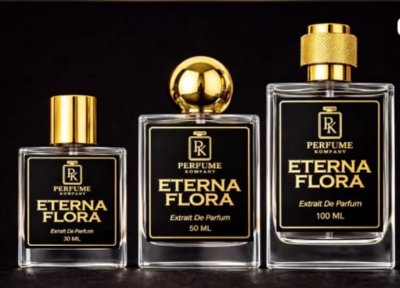 PK
PERFUME
KOMPANY
ETERNA
FLORA
Extrait De Parfum
30 ML
PK
PERFUME
KOMPANY
ETERNA
FLORA
Extrait De Parfum
50 ML
PK
PERFUME
KOMPANY
ETERNA
FLORA
Extrait De Parfum
100 ML